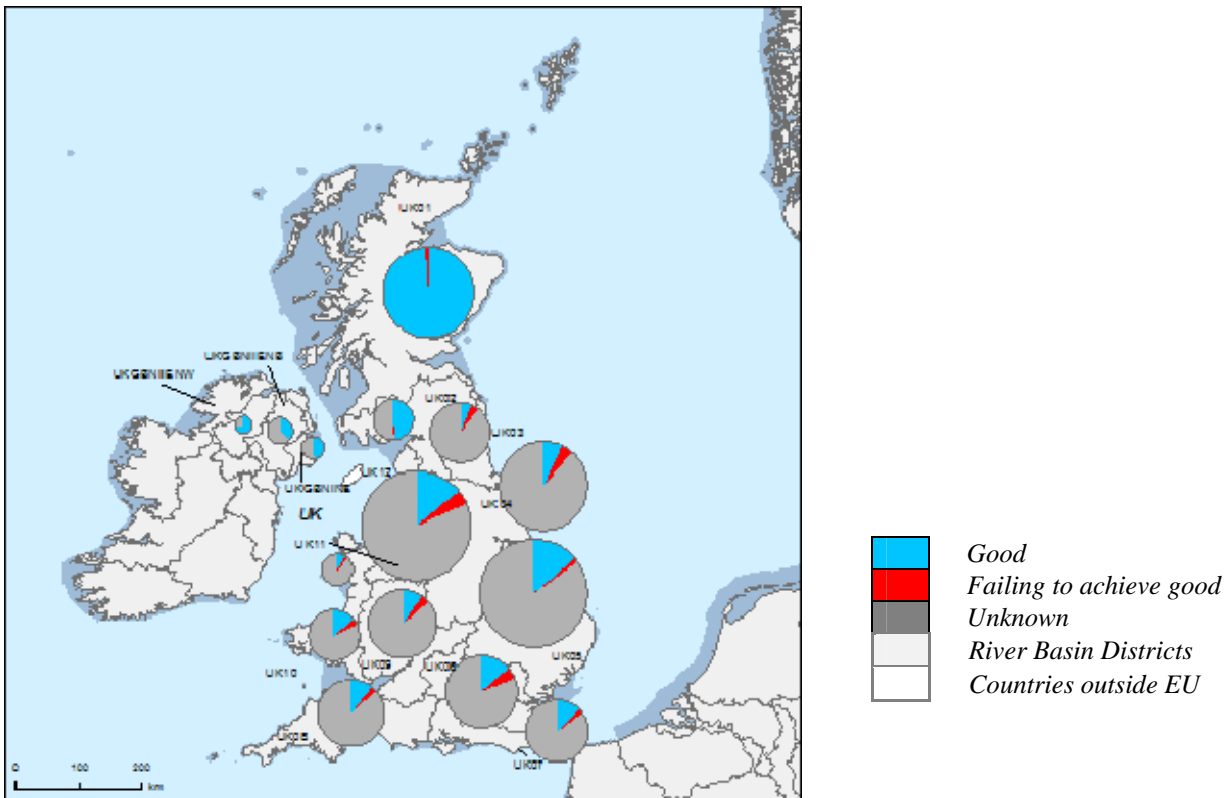 UK01
UKGBNIIENB
UKGBNIIENW
UK02
UK03
UK12
UKGBNINE
UK04
UK
UK11
UK05
UK09
UK06
UK10
UK08
UK07
0 100 200
km
Good
Failing to achieve good
Unknown
River Basin Districts
Countries outside EU